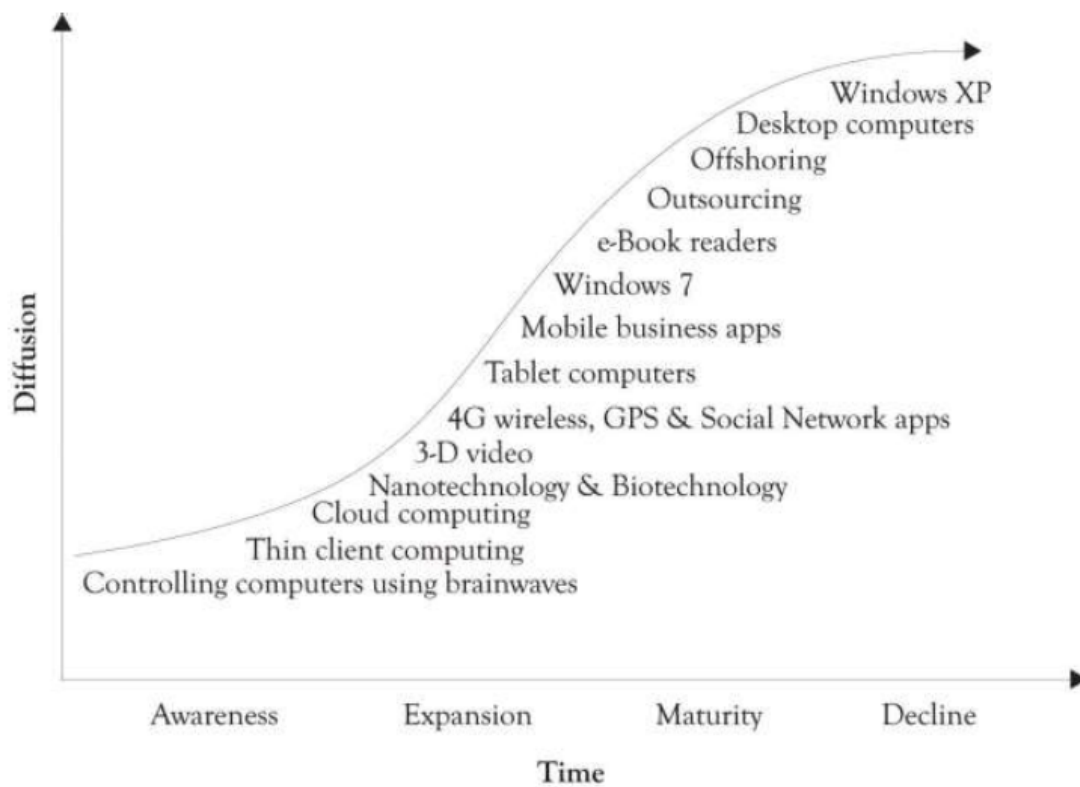 Windows XP
Desktop computers
Offshoring
Outsourcing
e-Book readers
Windows 7
Mobile business apps
Tablet computers
4G wireless, GPS & Social Network apps
3-D video
Nanotechnology & Biotechnology
Cloud computing
Thin client computing
Controlling computers using brainwaves
Diffusion
Awareness Expansion Maturity Decline
Time